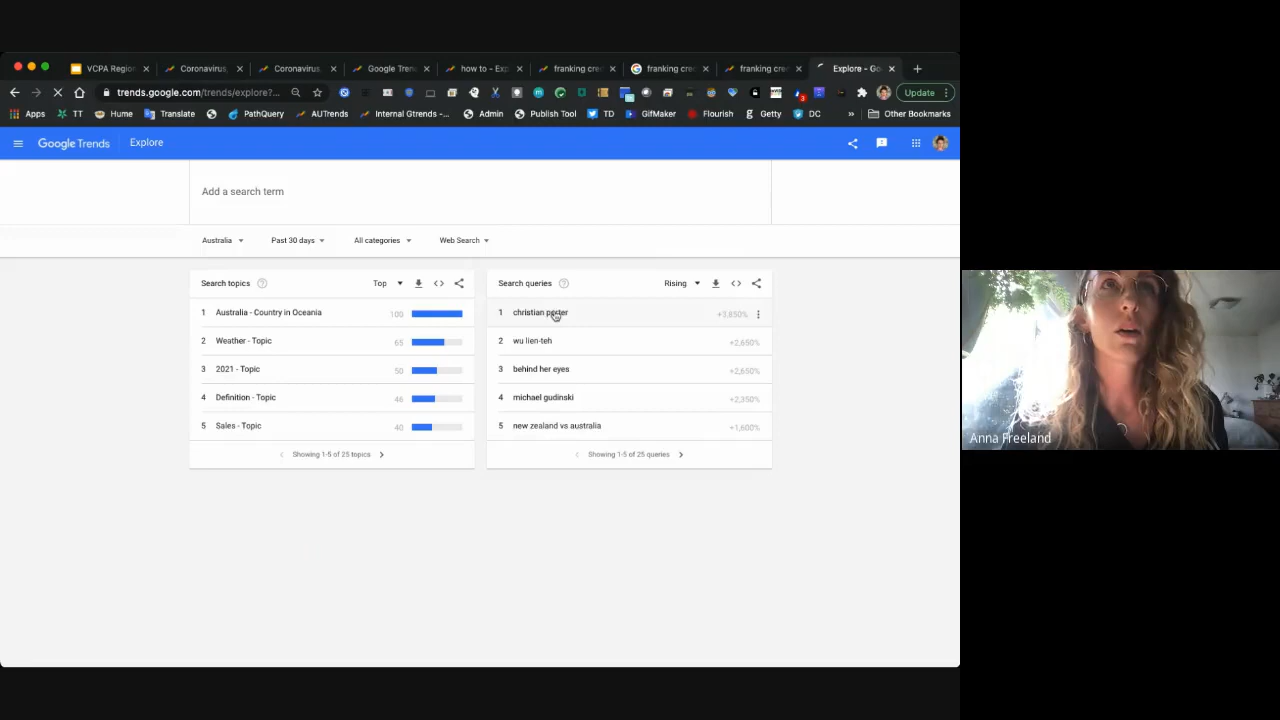 VCPA Region
Coronavirus,
Coronavirus,
Google Tren
how to - Exp
franking cre
franking cre
franking cre
Explore - Go
trends.google.com/trends/explore?...
3
Update
Apps
TT
Home
Translate
PathQuery
AUTrends
Internal Gtrends -...
Admin
Publish Tool
TD
GifMaker
Flourish
Getty
DC
»
Other Bookmarks
Google Trends
Explore
Add a search term
Australia
Past 30 days
All categories
Web Search
Search topics
Top
1 Australia - Country in Oceania 100
2 Weather - Topic 65
3 2021 - Topic 50
4 Definition - Topic 46
5 Sales - Topic 40
Showing 1-5 of 25 topics
Search queries
Rising
1 christian porter +3,850%
2 wu lien-teh +2,650%
3 behind her eyes +2,650%
4 michael gudinski +2,350%
5 new zealand vs australia +1,600%
Showing 1-5 of 25 queries
Anna Freeland